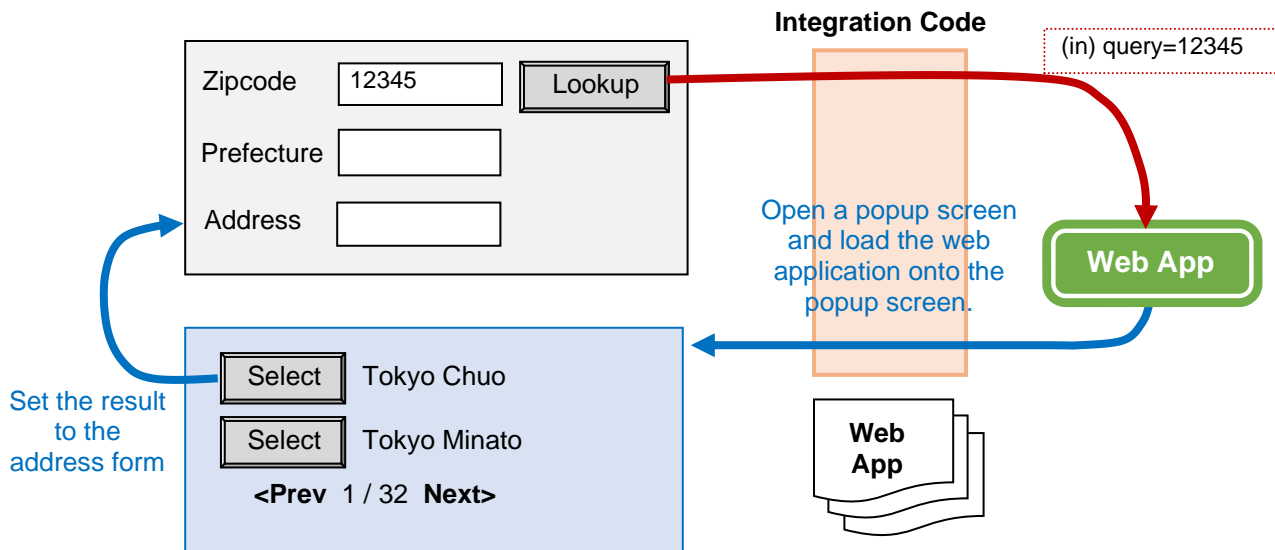 Integration Code
(in) query=12345
Zipcode 12345 Lookup
Prefecture
Address
Open a popup screen
and load the web
application onto the
popup screen.
Web App
Select Tokyo Chuo
Select Tokyo Minato
<Prev 1 / 32 Next>
Set the result
to the
address form
Web
App